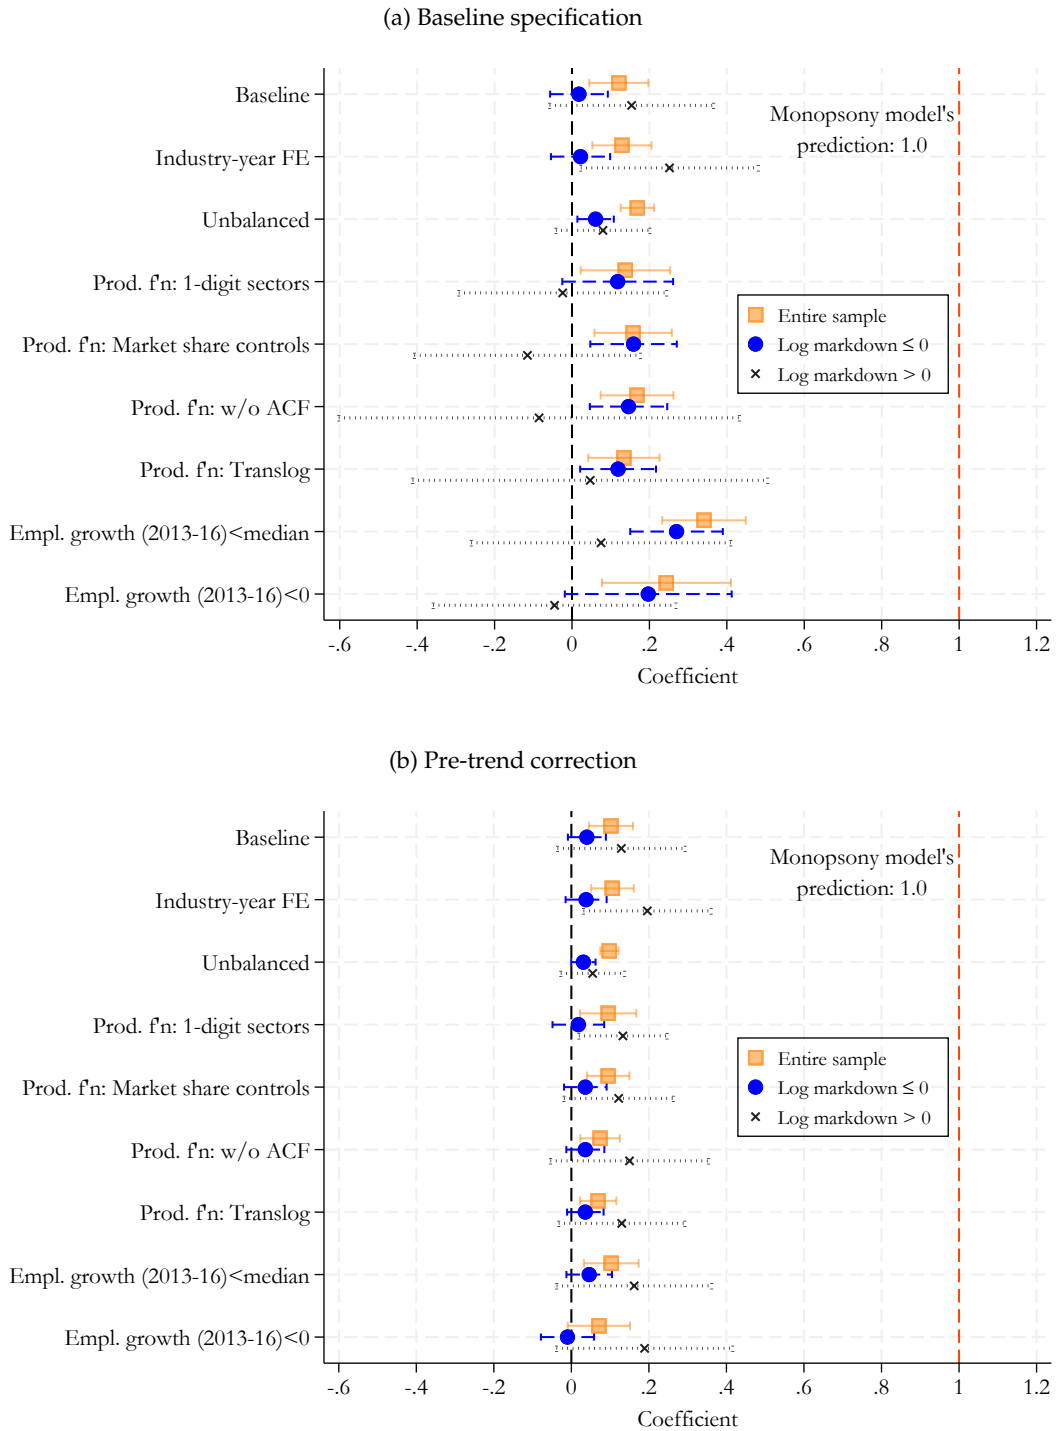 (a) Baseline specification
Baseline
Industry-year FE
Unbalanced
Prod. f'n: 1-digit sectors
Prod. f'n: Market share controls
Prod. f'n: w/o ACF
Prod. f'n: Translog
Empl. growth (2013-16)<median
Empl. growth (2013-16)<0
Monopsony model's
prediction: 1.0
Entire sample
Log markdown ≤ 0
Log markdown > 0
-.6 -.4 -.2 0 .2 .4 .6 .8 1 1.2
Coefficient
(b) Pre-trend correction
Baseline
Industry-year FE
Unbalanced
Prod. f'n: 1-digit sectors
Prod. f'n: Market share controls
Prod. f'n: w/o ACF
Prod. f'n: Translog
Empl. growth (2013-16)<median
Empl. growth (2013-16)<0
Monopsony model's
prediction: 1.0
Entire sample
Log markdown ≤ 0
Log markdown > 0
-.6 -.4 -.2 0 .2 .4 .6 .8 1 1.2
Coefficient